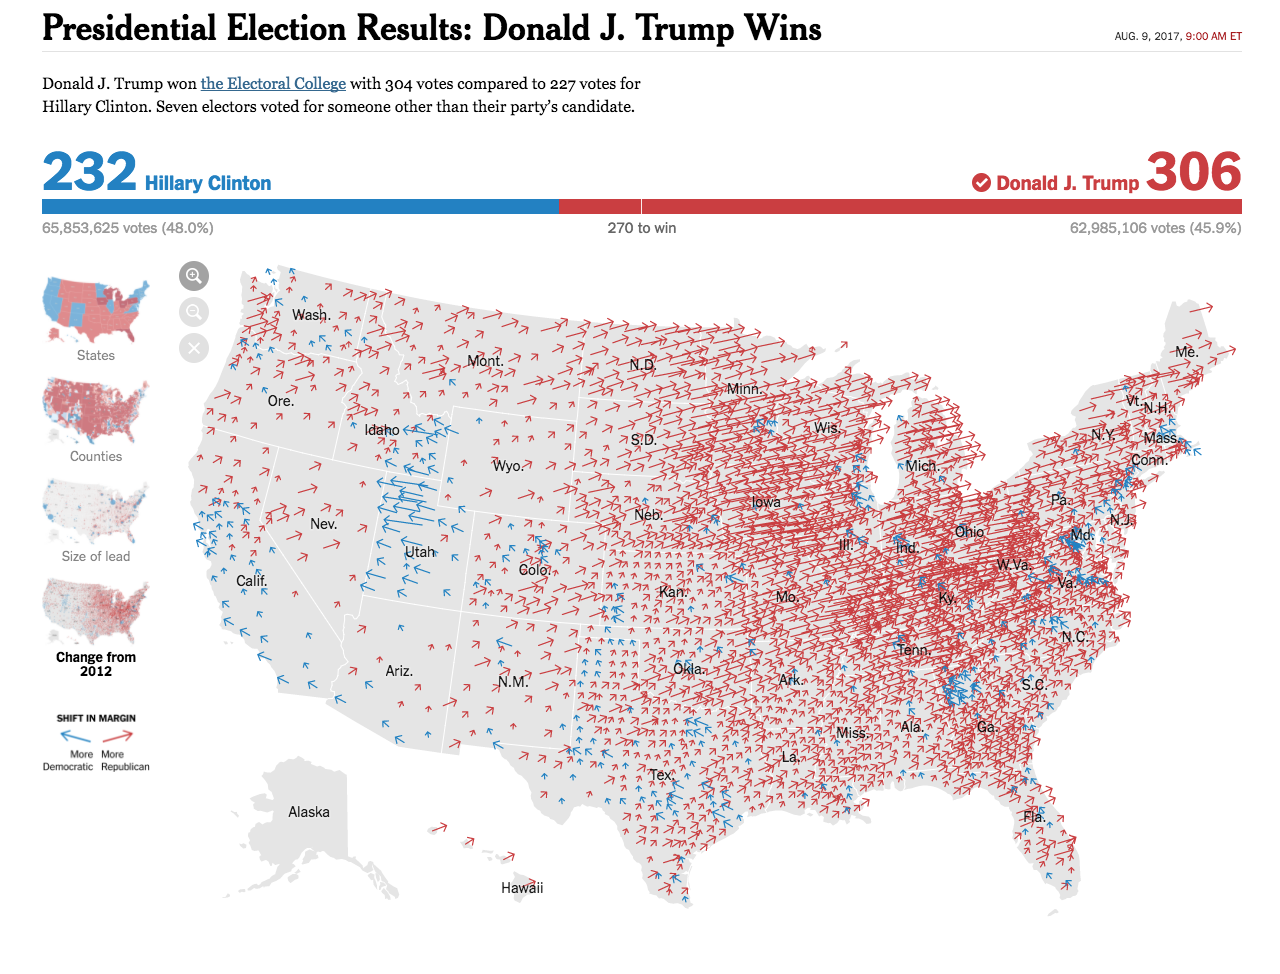 Presidential Election Results: Donald J. Trump Wins
AUG. 9, 2017, 9:00 AM ET
Donald J. Trump won the Electoral College with 304 votes compared to 227 votes for
Hillary Clinton. Seven electors voted for someone other than their party's candidate.
232 Hillary Clinton
Donald J. Trump 306
65,853,625 votes (48.0%)
270 to win
62,985,106 votes (45.9%)
States
Counties
Size of lead
Change from
2012
SHIFT IN MARGIN
More Democratic
More Republican
Wash.
Mont.
N.D.
Minn.
Me.
Ore.
Idaho
S.D.
Wis.
Vt.
N.H.
N.Y.
Mass.
Wyo.
Mich.
Conn.
Nev.
Neb.
Iowa
Pa.
N.J.
Utah
Colo.
Ill.
Ind.
Ohio
Md.
Calif.
Kan.
Mo.
Ky.
W.Va.
Va.
Ariz.
N.M.
Okla.
Ark.
Tenn.
N.C.
S.C.
Tex.
La.
Miss.
Ala.
Ga.
Fla.
Alaska
Hawaii